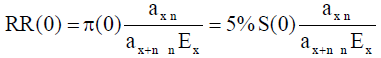 RR(0) = π(0) a_{x n} / a_{x+n n} E_x = 5% S(0) a_{x n} / a_{x+n n} E_x